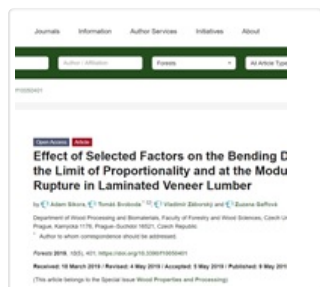 Journals Information Author Services Initiatives About
Author / Affiliation Forests All Article Type
Open Access Article
Effect of Selected Factors on the Bending D
the Limit of Proportionality and at the Modu
Rupture in Laminated Veneer Lumber
by Adam Sikora, Tomáš Svoboda *, Vladimír Záborský and Zuzana Gaffová
Department of Wood Processing and Biomaterials, Faculty of Forestry and Wood Sciences, Czech Un
Prague, Kamýcká 1176, Prague-Suchdol 16521, Czech Republic
* Author to whom correspondence should be addressed.
Forests 2019, 10(5), 401; https://doi.org/10.3390/f10050401
Received: 10 March 2019 / Revised: 4 May 2019 / Accepted: 5 May 2019 / Published: 9 May 201
(This article belongs to the Special Issue Wood Properties and Processing)